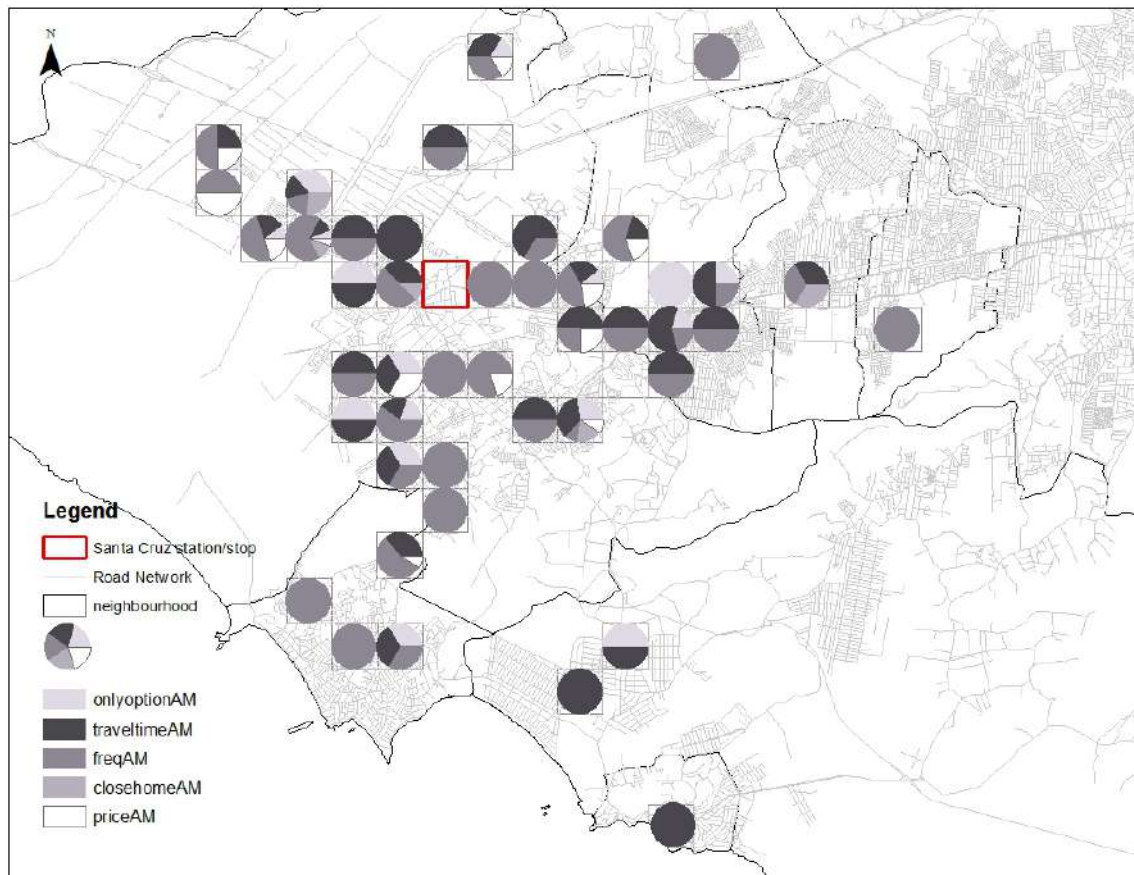 N
Legend
Santa Cruz station/stop
Road Network
neighbourhood
onlyoptionAM
traveltimeAM
freqAM
closehomeAM
priceAM